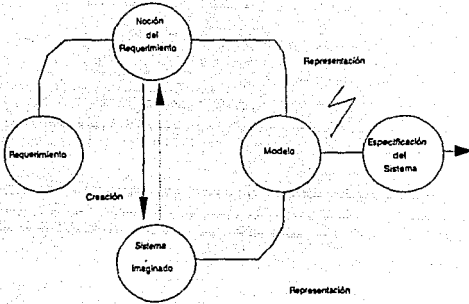 Noción
del
Requerimiento
Representación
Requerimiento
Modelo
Especificación
del
Sistema
Creación
Sistema
Imaginado
Representación